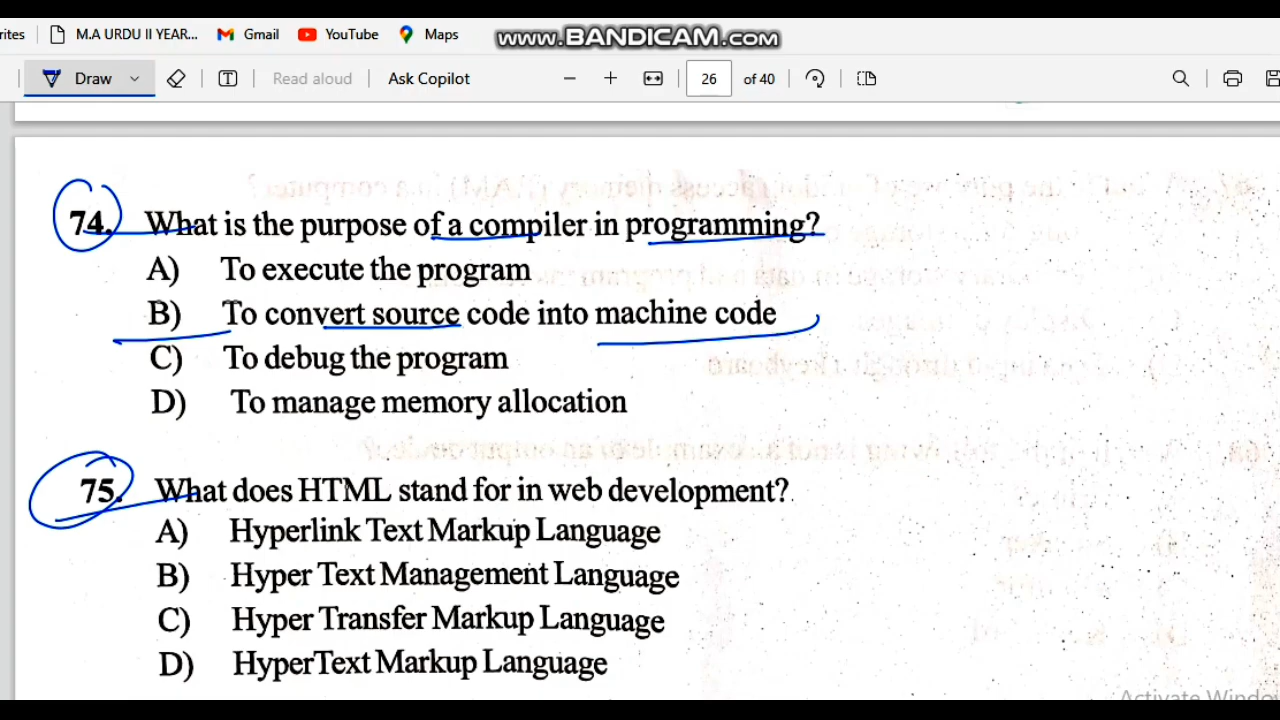 rites M.A URDU II YEAR... Gmail YouTube Maps www.BANDICAM.com
Draw Read aloud Ask Copilot 26 of 40
74. What is the purpose of a compiler in programming?
A) To execute the program
B) To convert source code into machine code
C) To debug the program
D) To manage memory allocation
75. What does HTML stand for in web development?
A) Hyperlink Text Markup Language
B) Hyper Text Management Language
C) Hyper Transfer Markup Language
D) HyperText Markup Language